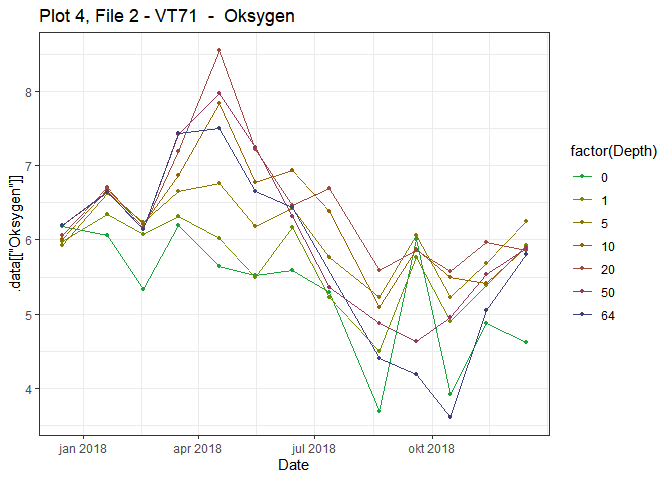 Plot 4, File 2 - VT71  -  Oksygen
data[["Oksygen"]]
8
7
6
5
4
jan 2018
apr 2018
jul 2018
okt 2018
Date
factor(Depth)
0
1
5
10
20
50
64